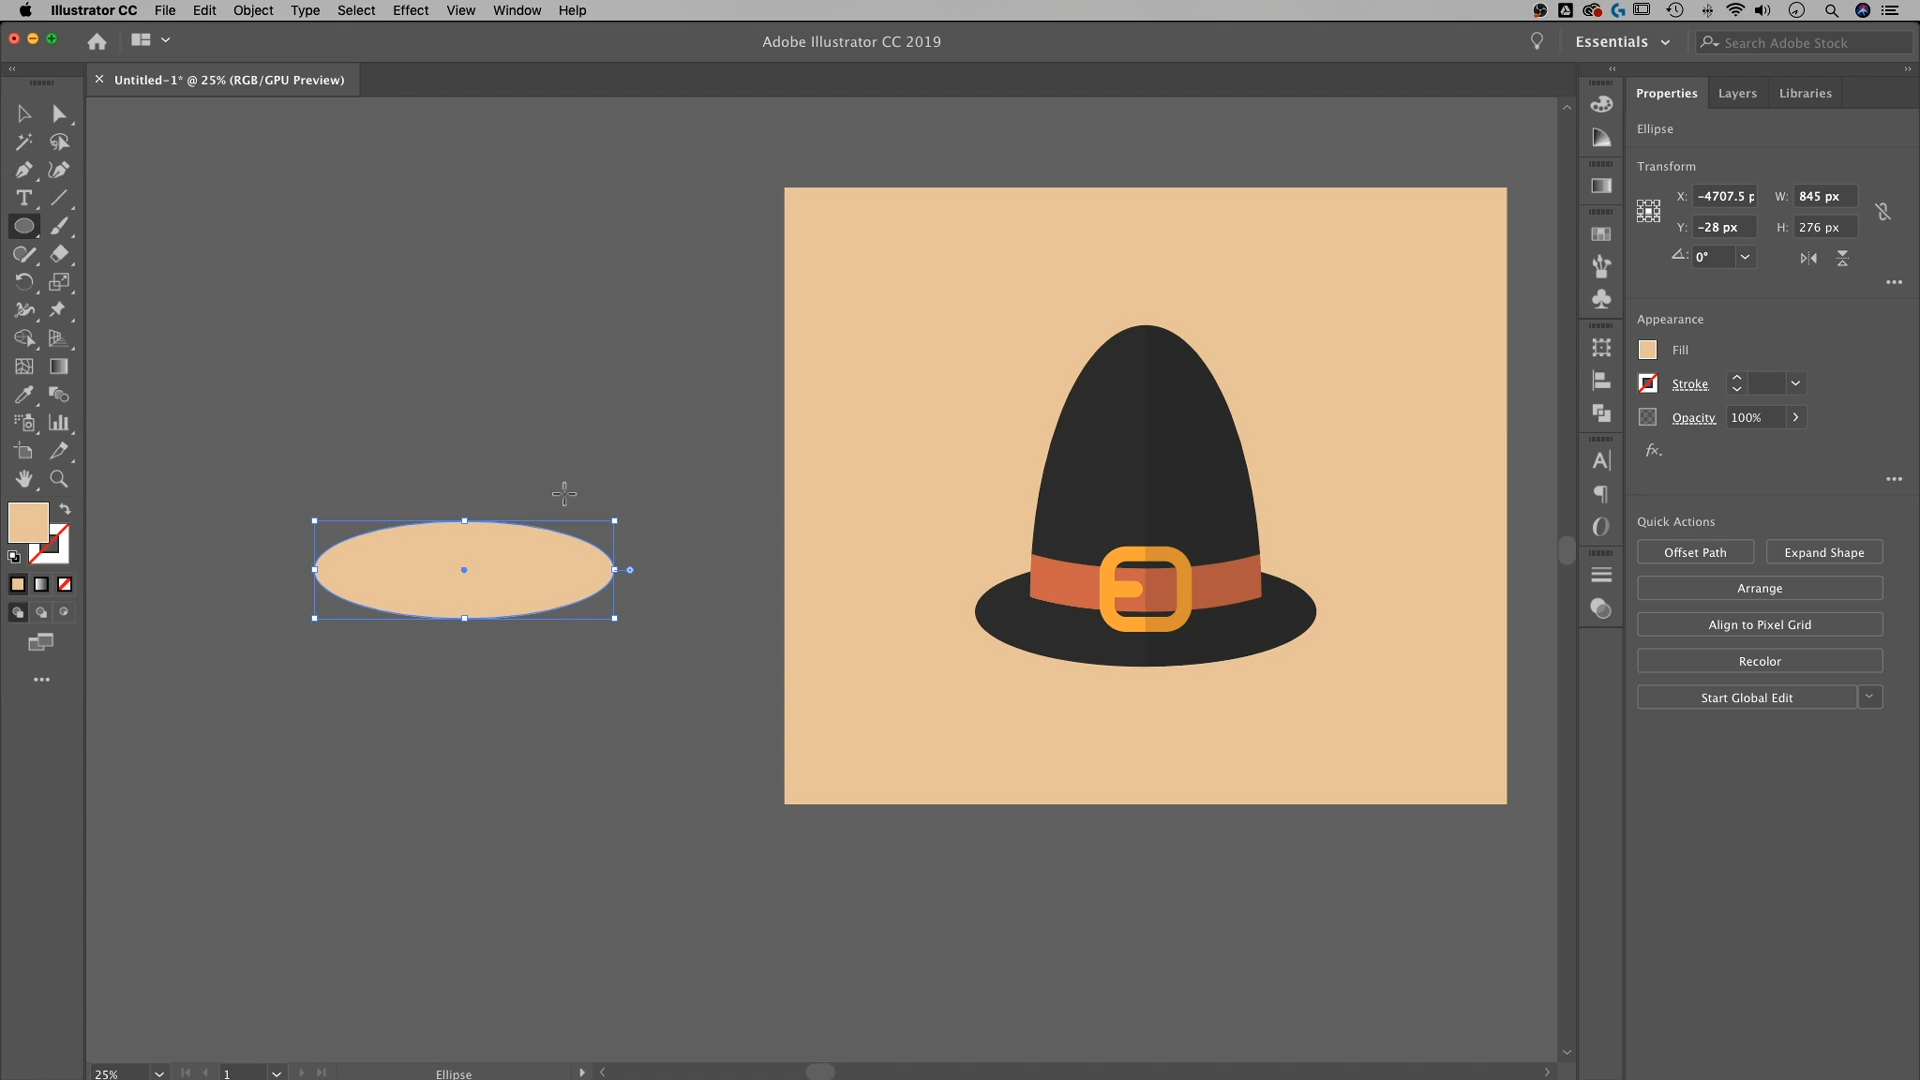 Illustrator CC File Edit Object Type Select Effect View Window Help
Adobe Illustrator CC 2019
Essentials
Search Adobe Stock
× Untitled-1* @ 25% (RGB/GPU Preview)
Properties Layers Libraries
Ellipse
Transform
X: -4707.5 p W: 845 px
Y: -28 px H: 276 px
0°
Appearance
Fill
Stroke
Opacity 100%
fx.
Quick Actions
Offset Path Expand Shape
Arrange
Align to Pixel Grid
Recolor
Start Global Edit
25% 1 Ellipse